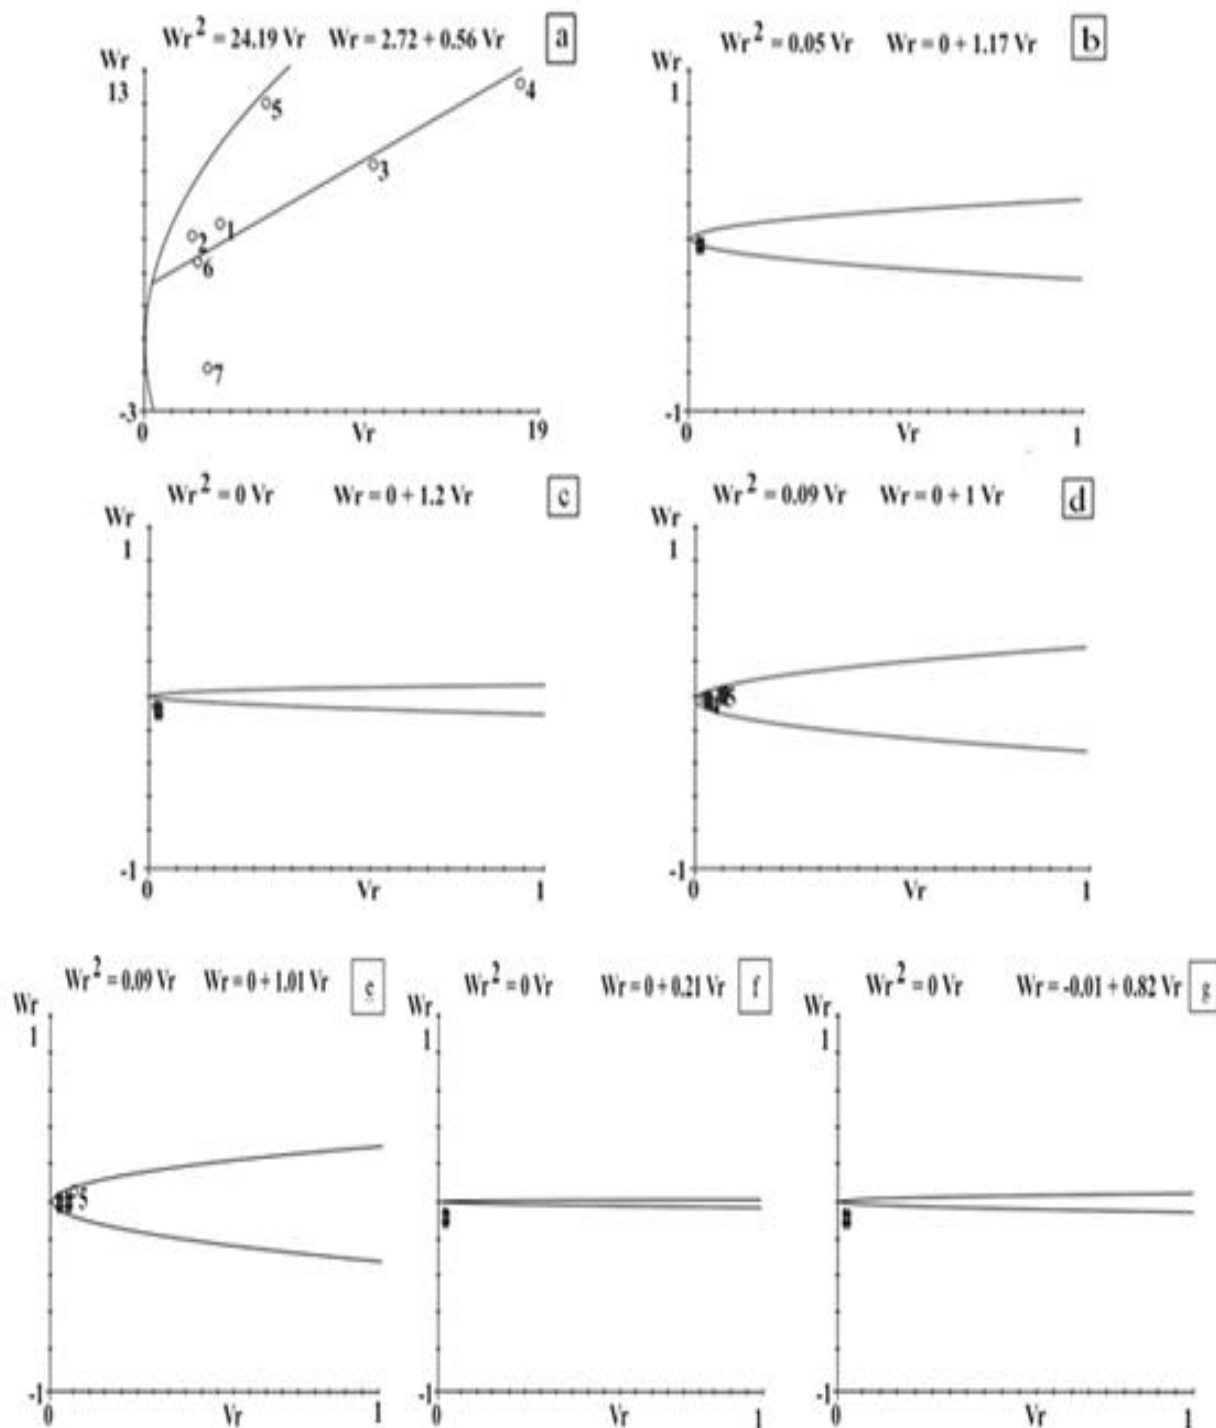 Wr² = 24.19 Vr Wr = 2.72 + 0.56 Vr a
Wr² = 0.05 Vr Wr = 0 + 1.17 Vr b
Wr
13
5
4
3
1
2
6
7
-3
0 Vr 19
Wr
1
-1
0 Vr 1
Wr² = 0 Vr Wr = 0 + 1.2 Vr c
Wr² = 0.09 Vr Wr = 0 + 1 Vr d
Wr
1
-1
0 Vr 1
Wr
1
5
-1
0 Vr 1
Wr² = 0.09 Vr Wr = 0 + 1.01 Vr e
Wr² = 0 Vr Wr = 0 + 0.21 Vr f
Wr² = 0 Vr Wr = -0.01 + 0.82 Vr g
Wr
1
5
-1
0 Vr 1
Wr
1
-1
0 Vr 1
Wr
1
-1
0 Vr 1